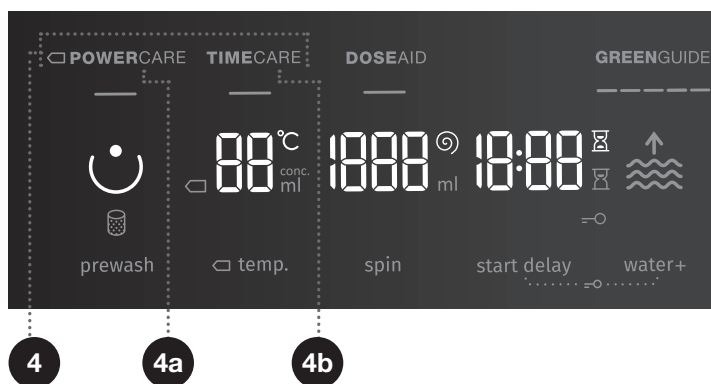 POWERCARE TIMECARE DOSEAID GREENGUIDE
88 °C 1888 18:88
conc.
ml ml
prewash temp. spin start delay water+
4 4a 4b